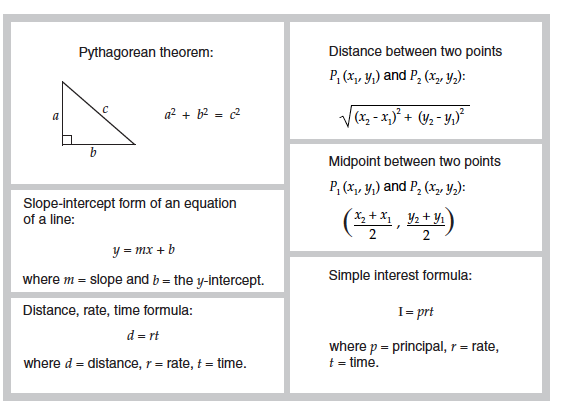 Pythagorean theorem:
a
c
b
a² + b² = c²
Slope-intercept form of an equation
of a line:
y = mx + b
where m = slope and b = the y-intercept.
Distance, rate, time formula:
d = rt
where d = distance, r = rate, t = time.
Distance between two points
P₁ (x₁, y₁) and P₂ (x₂, y₂):
√(x₂ - x₁)² + (y₂ - y₁)²
Midpoint between two points
P₁ (x₁, y₁) and P₂ (x₂, y₂):
(x₂ + x₁ / 2 , y₂ + y₁ / 2)
Simple interest formula:
I = prt
where p = principal, r = rate,
t = time.